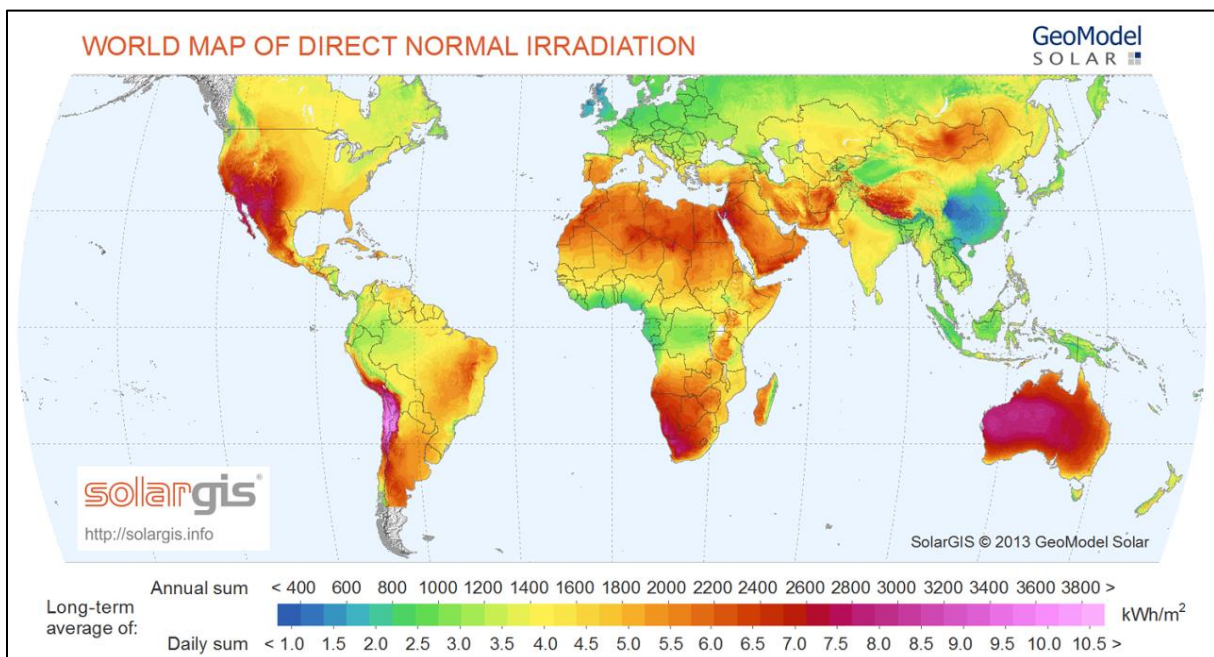 WORLD MAP OF DIRECT NORMAL IRRADIATION
GeoModel
SOLAR
solargis®
http://solargis.info
SolarGIS © 2013 GeoModel Solar
Annual sum < 400 600 800 1000 1200 1400 1600 1800 2000 2200 2400 2600 2800 3000 3200 3400 3600 3800 >
Long-term average of:
kWh/m²
Daily sum < 1.0 1.5 2.0 2.5 3.0 3.5 4.0 4.5 5.0 5.5 6.0 6.5 7.0 7.5 8.0 8.5 9.0 9.5 10.0 10.5 >